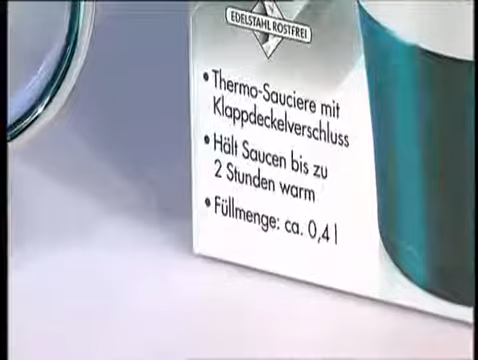 EDELSTAHL ROSTFREI
• Thermo-Sauciere mit
Klappdeckelverschluss
• Hält Saucen bis zu
2 Stunden warm
• Füllmenge: ca. 0,4 l